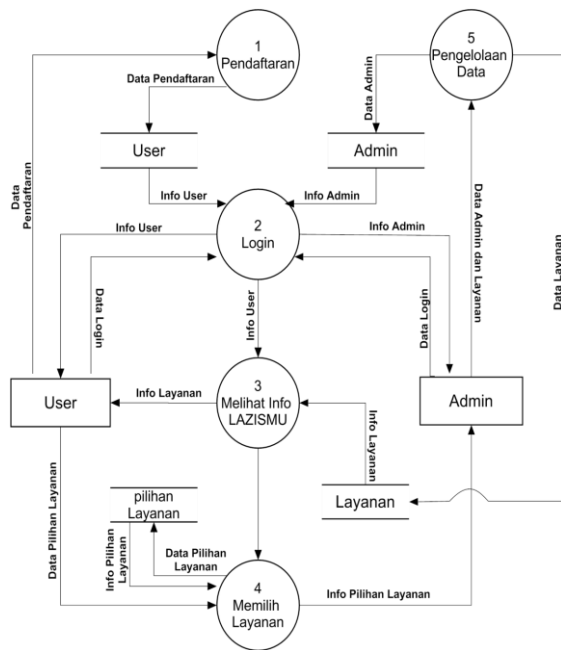 1
Pendaftaran
5
Pengelolaan
Data
Data Pendaftaran
Data Admin
User
Admin
Data
Pendaftaran
Info User
Info Admin
Data Admin dan Layanan
Data Layanan
2
Login
Info User
Info Admin
Data Login
Info User
Data Login
3
Melihat Info
LAZISMU
User
Info Layanan
Info Layanan
Admin
Layanan
pilihan
Layanan
Data Pilihan Layanan
Info Pilihan
Layanan
Data Pilihan
Layanan
4
Memilih
Layanan
Info Pilihan Layanan